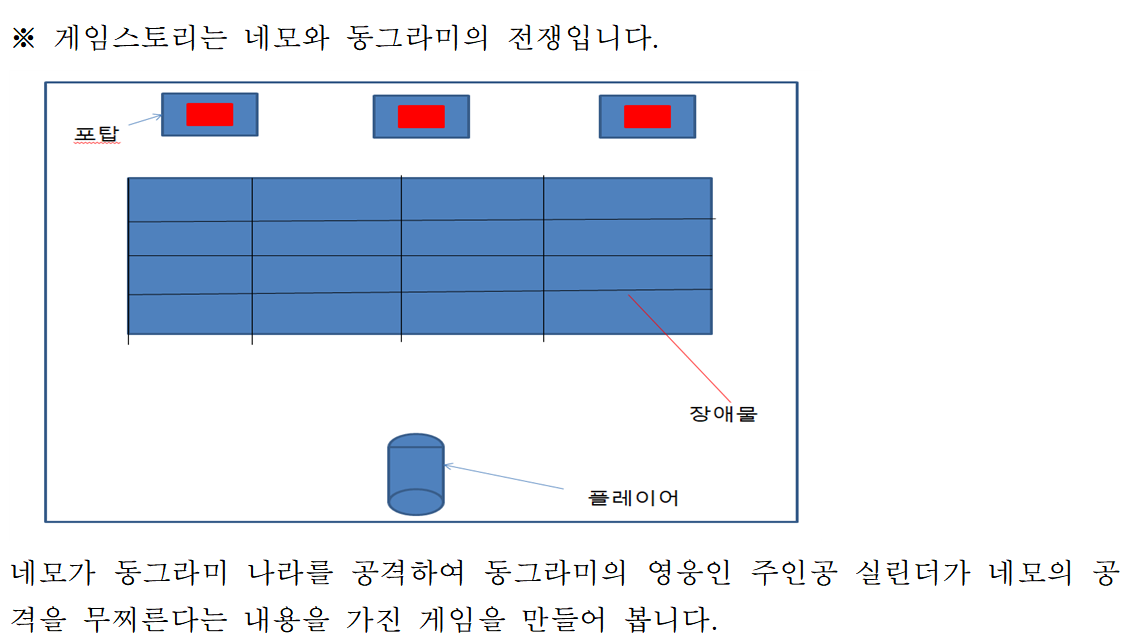 ※ 게임스토리는 네모와 동그라미의 전쟁입니다.
포탑
장애물
플레이어
네모가 동그라미 나라를 공격하여 동그라미의 영웅인 주인공 실린더가 네모의 공
격을 무찌른다는 내용을 가진 게임을 만들어 봅니다.